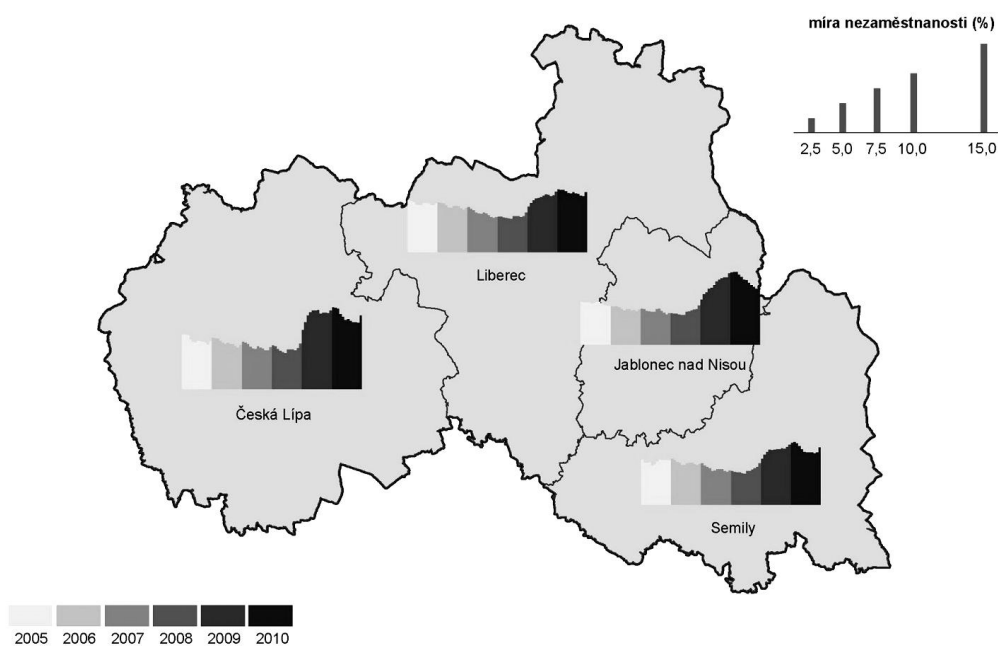 míra nezaměstnanosti (%)
2,5 5,0 7,5 10,0 15,0
Liberec
Jablonec nad Nisou
Česká Lípa
Semily
2005 2006 2007 2008 2009 2010